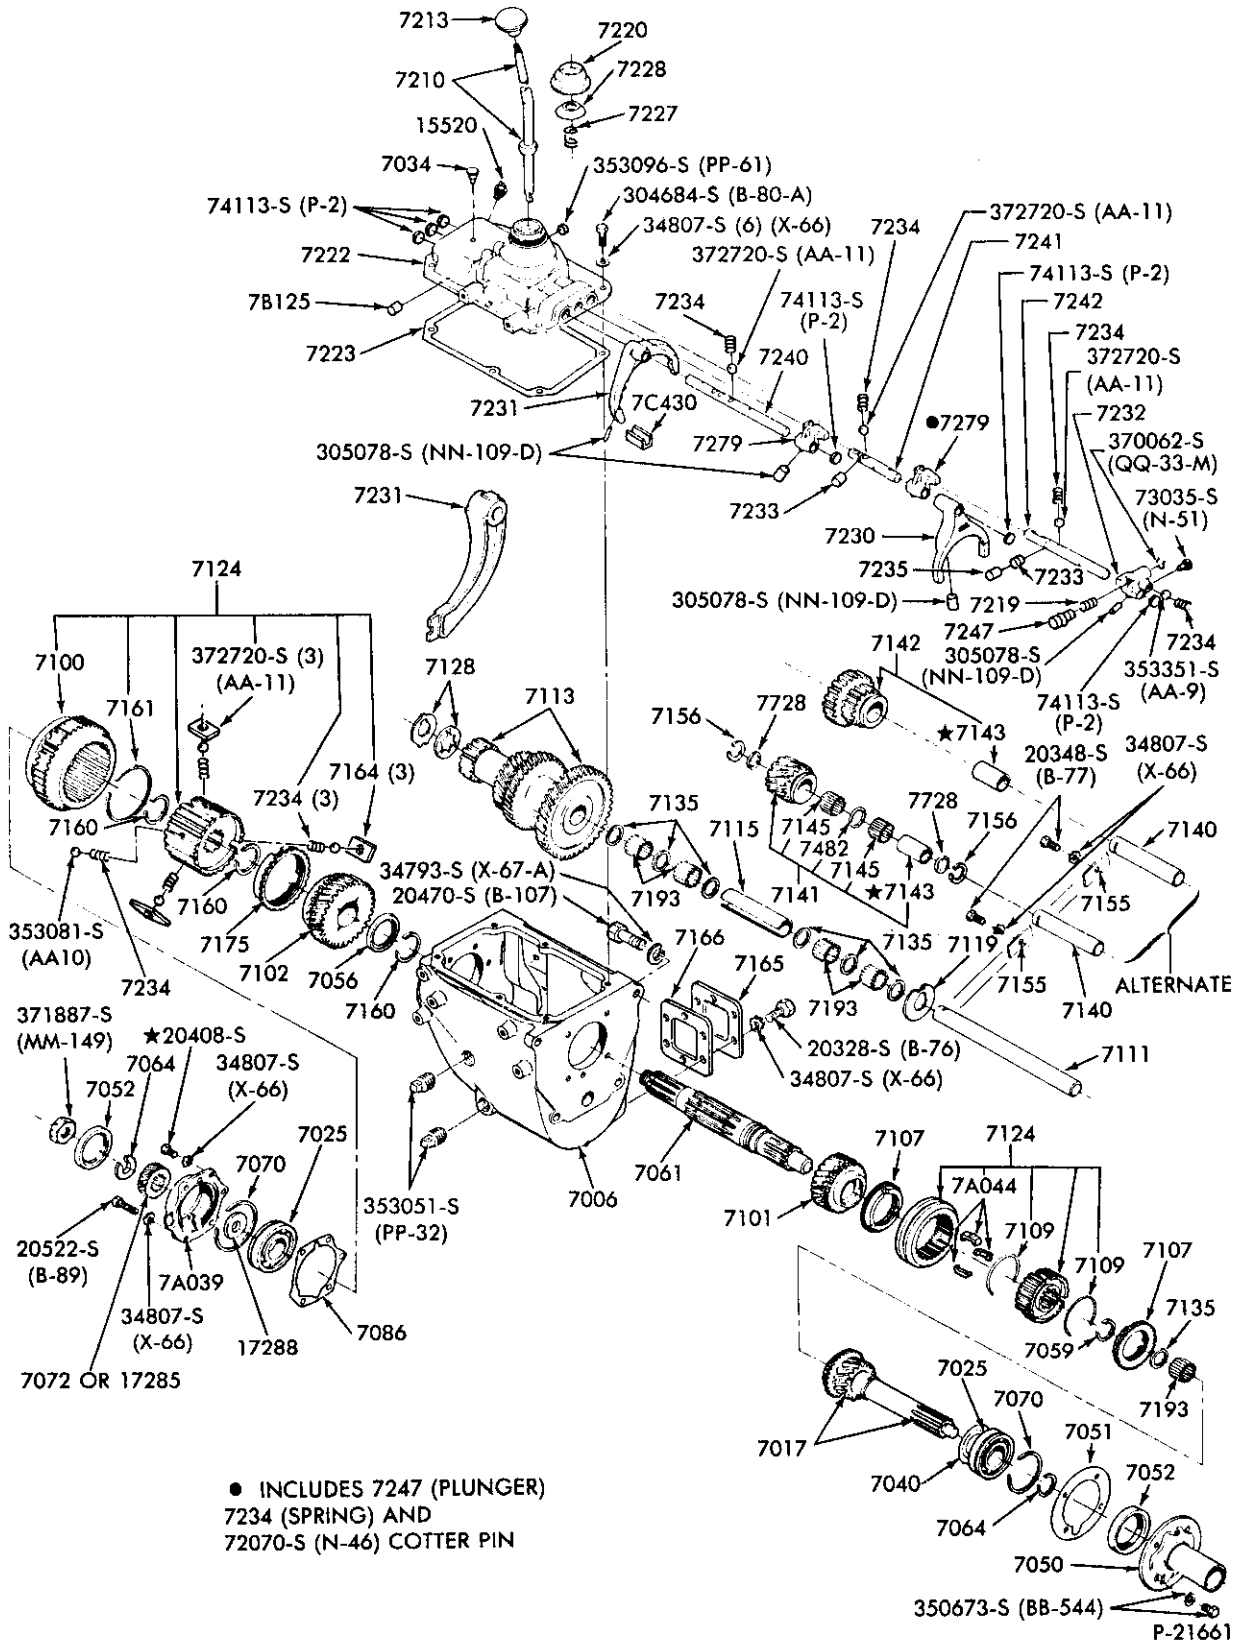 7213
7220
7228
7210
7227
15520
353096-S (PP-61)
7034
304684-S (B-80-A)
74113-S (P-2)
34807-S (6) (X-66)
7234
372720-S (AA-11)
7222
372720-S (AA-11)
7241
74113-S (P-2)
7B125
7234
74113-S
(P-2)
7242
7234
7223
7240
372720-S
(AA-11)
7231
7C430
7279
●7279
7232
370062-S
(QQ-33-M)
305078-S (NN-109-D)
7231
7233
7230
73035-S
(N-51)
7235
7233
7124
305078-S (NN-109-D)
7219
7247
7234
7100
372720-S (3)
(AA-11)
7128
7142
305078-S
(NN-109-D)
353351-S
(AA-9)
7161
7113
7156
7728
74113-S
(P-2)
★7143
20348-S
(B-77)
34807-S
(X-66)
7164 (3)
7234 (3)
7160
7135
7115
7145
7482
7145
7728
7156
7140
34793-S (X-67-A)
20470-S (B-107)
7193
7141
★7143
7155
7160
353081-S
(AA10)
7175
7102
7056
7166
7165
7135
7119
7155
ALTERNATE
7234
7160
7193
7140
371887-S
(MM-149)
★20408-S
7064
34807-S
(X-66)
20328-S (B-76)
34807-S (X-66)
7111
7052
7025
7070
7061
7107
7124
353051-S
(PP-32)
7006
7101
7A044
7109
7109
7107
20522-S
(B-89)
7A039
7135
34807-S
(X-66)
17288
7086
7059
7072 OR 17285
7025
7070
7193
7017
7051
7040
7052
● INCLUDES 7247 (PLUNGER)
7234 (SPRING) AND
72070-S (N-46) COTTER PIN
7064
7050
350673-S (BB-544)
P-21661